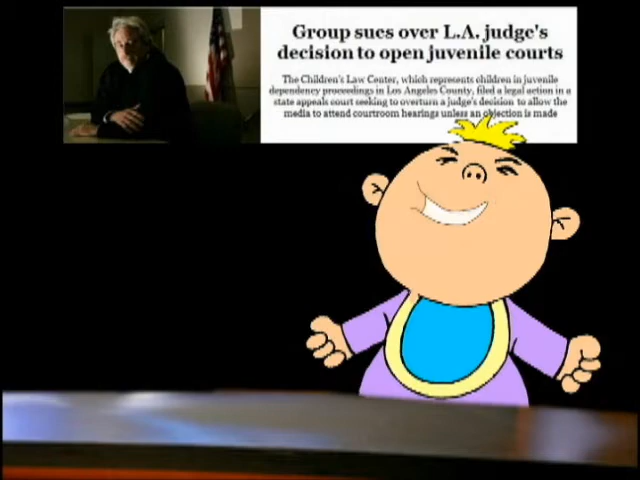 Group sues over L.A. judge's
decision to open juvenile courts
The Children's Law Center, which represents children in juvenile
dependency proceedings in Los Angeles County, filed a legal action in a
state appeals court seeking to overturn a judge's decision to allow the
media to attend courtroom hearings unless an objection is made